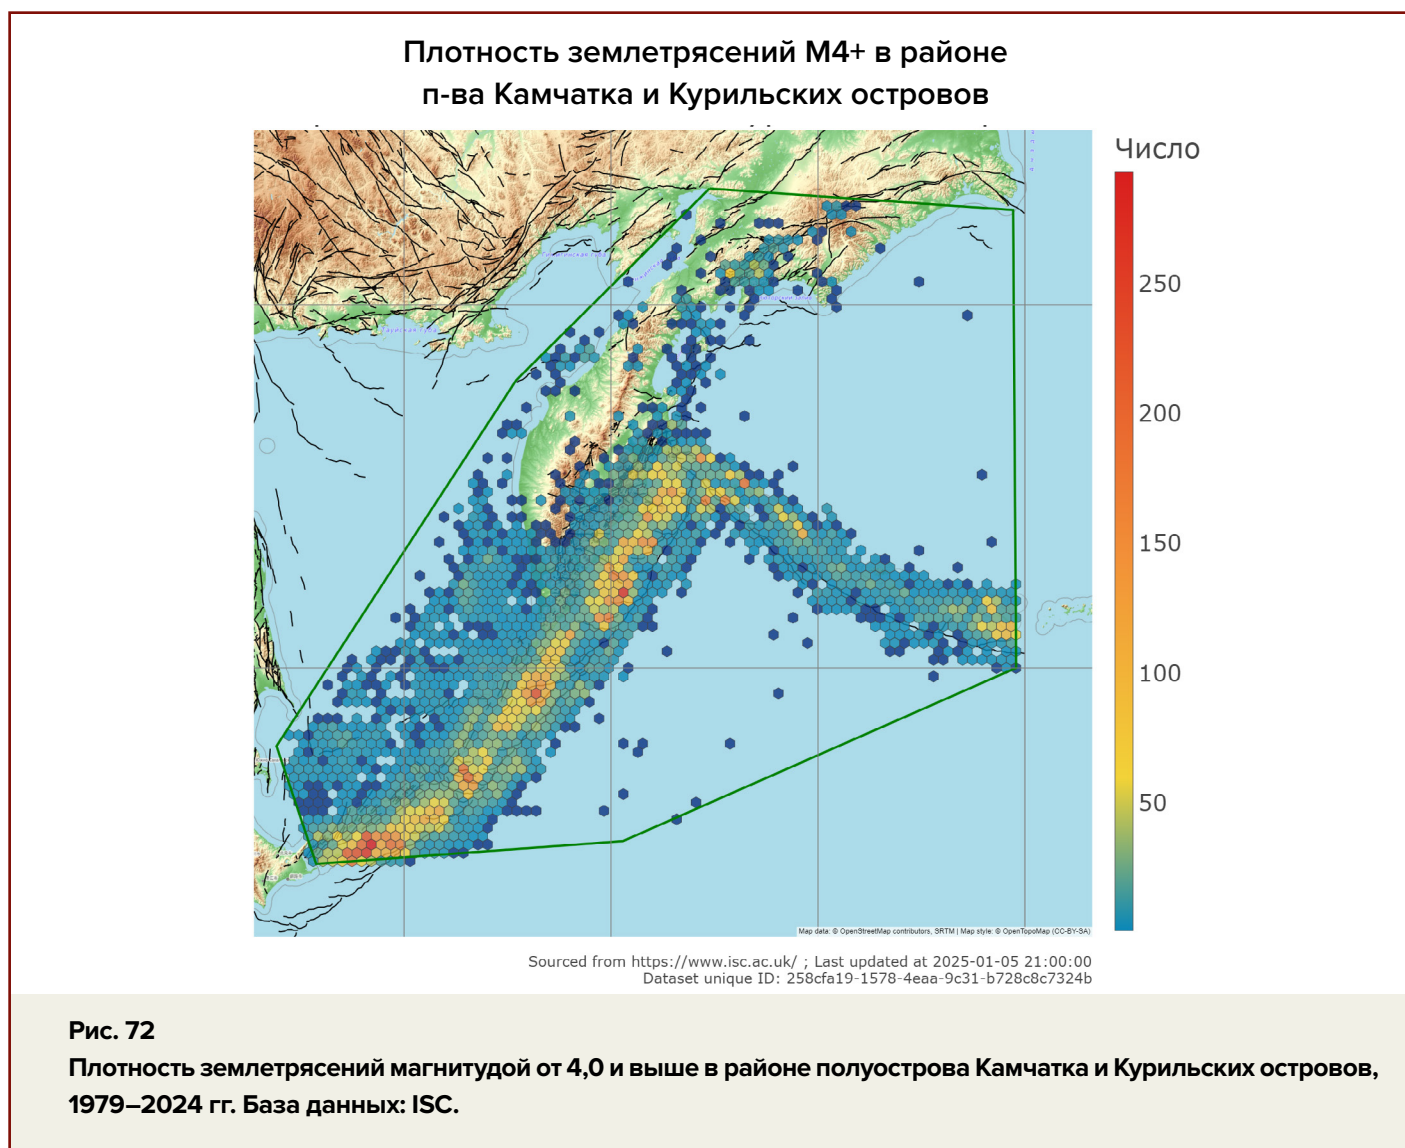 Плотность землетрясений М4+ в районе
п-ва Камчатка и Курильских островов
Число
250
200
150
100
50
Map data: © OpenStreetMap contributors, SRTM | Map style: © OpenTopoMap (CC-BY-SA)
Sourced from https://www.isc.ac.uk/ ; Last updated at 2025-01-05 21:00:00
Dataset unique ID: 258cfa19-1578-4eaa-9c31-b728c8c7324b
Рис. 72
Плотность землетрясений магнитудой от 4,0 и выше в районе полуострова Камчатка и Курильских островов,
1979–2024 гг. База данных: ISC.